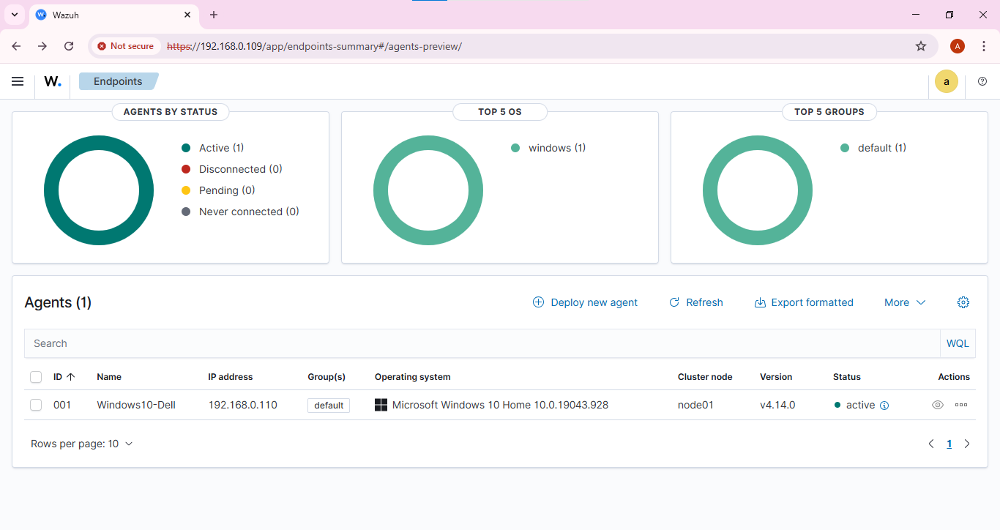 Wazuh
Not secure https://192.168.0.109/app/endpoints-summary#/agents-preview/ A
W. Endpoints a
AGENTS BY STATUS
Active (1)
Disconnected (0)
Pending (0)
Never connected (0)
TOP 5 OS
windows (1)
TOP 5 GROUPS
default (1)
Agents (1) Deploy new agent Refresh Export formatted More
Search WQL
ID Name IP address Group(s) Operating system Cluster node Version Status Actions
001 Windows10-Dell 192.168.0.110 default Microsoft Windows 10 Home 10.0.19043.928 node01 v4.14.0 active
Rows per page: 10 1